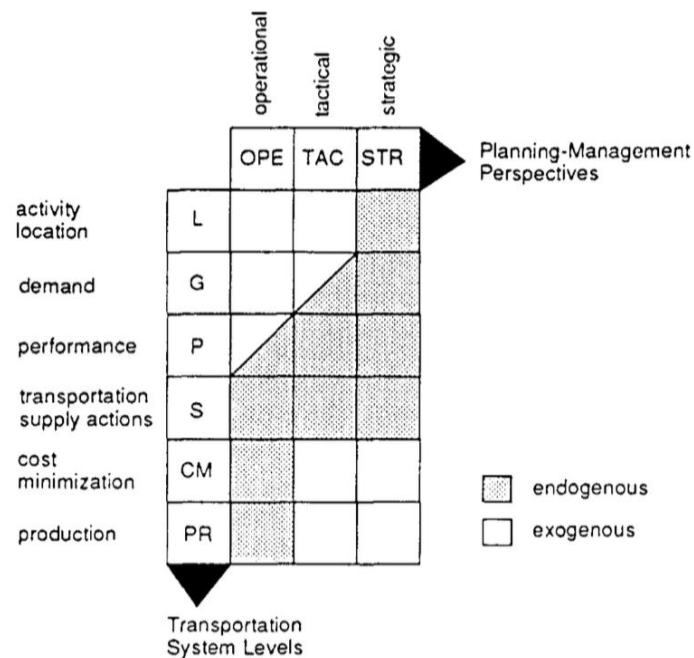 operational
tactical
strategic
OPE TAC STR
Planning-Management
Perspectives
activity
location
L
demand
G
performance
P
transportation
supply actions
S
cost
minimization
CM
production
PR
endogenous
exogenous
Transportation
System Levels